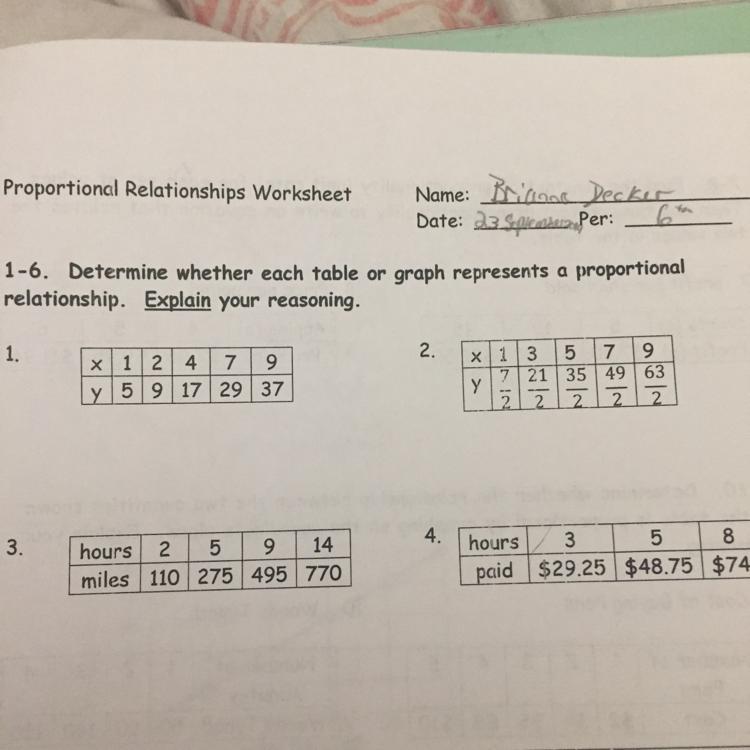 Proportional Relationships Worksheet
Name: Brianna Decker
Date: 23 September Per: 6th
1-6. Determine whether each table or graph represents a proportional
relationship. Explain your reasoning.
1.
x 1 2 4 7 9
y 5 9 17 29 37
2.
x 1 3 5 7 9
y 7/2 21/2 35/2 49/2 63/2
3.
hours 2 5 9 14
miles 110 275 495 770
4.
hours 3 5 8
paid $29.25 $48.75 $74